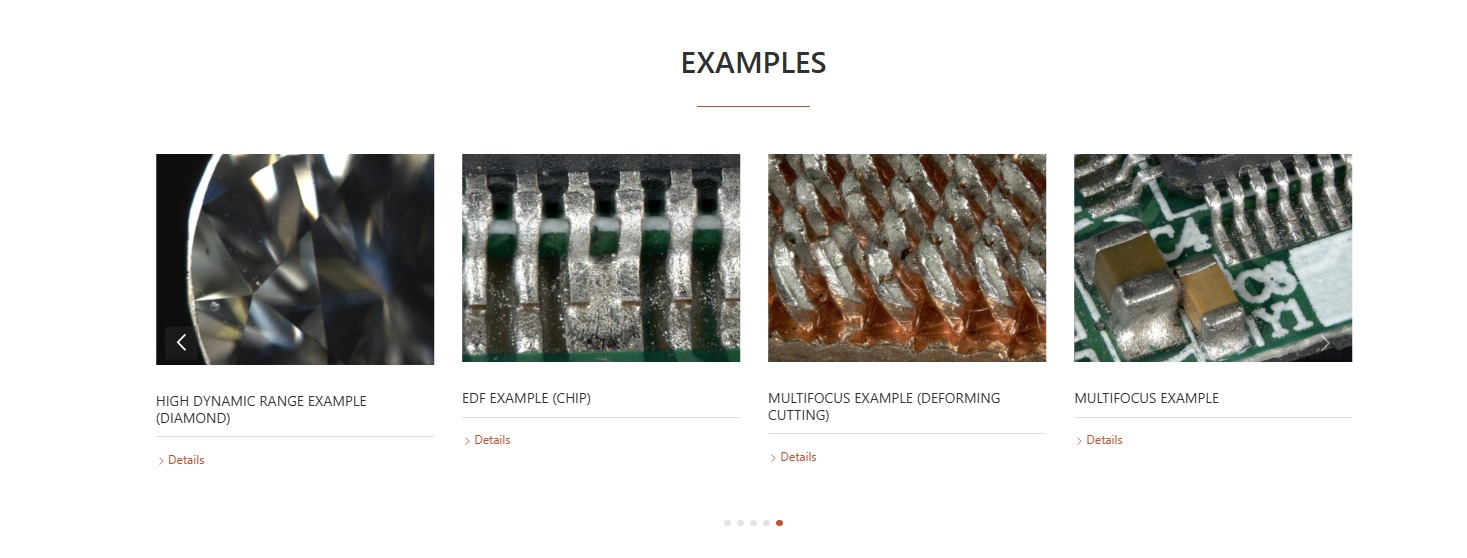 EXAMPLES
HIGH DYNAMIC RANGE EXAMPLE
(DIAMOND)
Details
EDF EXAMPLE (CHIP)
Details
MULTIFOCUS EXAMPLE (DEFORMING
CUTTING)
Details
MULTIFOCUS EXAMPLE
Details
C4